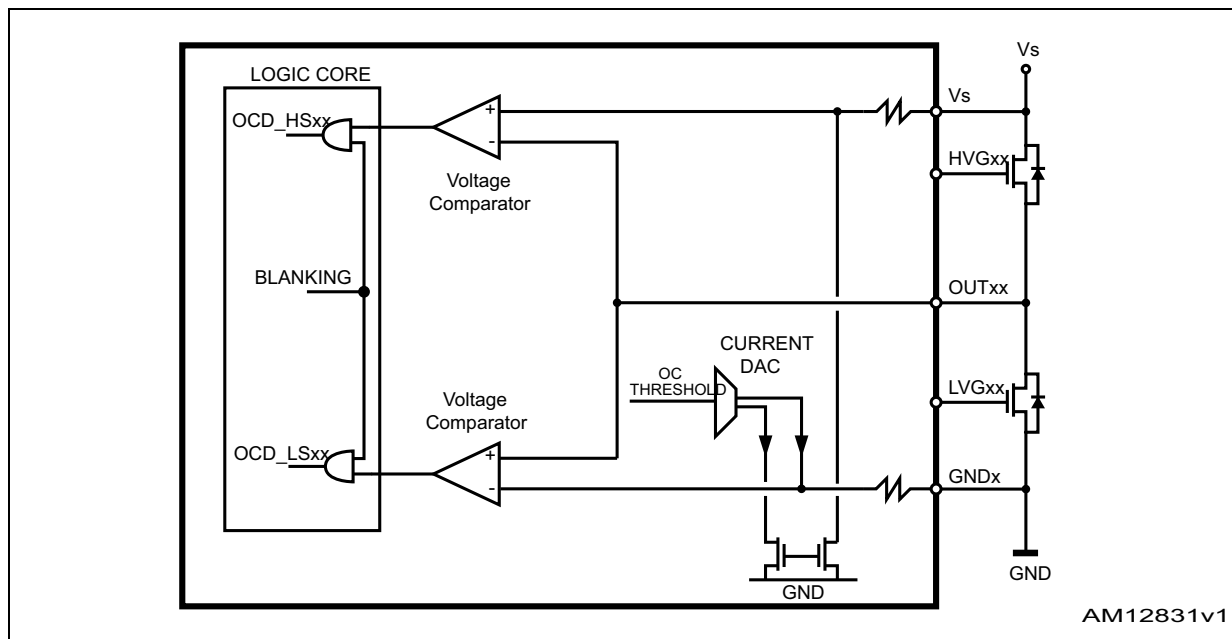 Vs
LOGIC CORE
Vs
OCD_HSxx
+
-
HVGxx
Voltage
Comparator
BLANKING
OUTxx
CURRENT
DAC
OC
THRESHOLD
LVGxx
Voltage
Comparator
OCD_LSxx
+
-
GNDx
GND
GND
AM12831v1